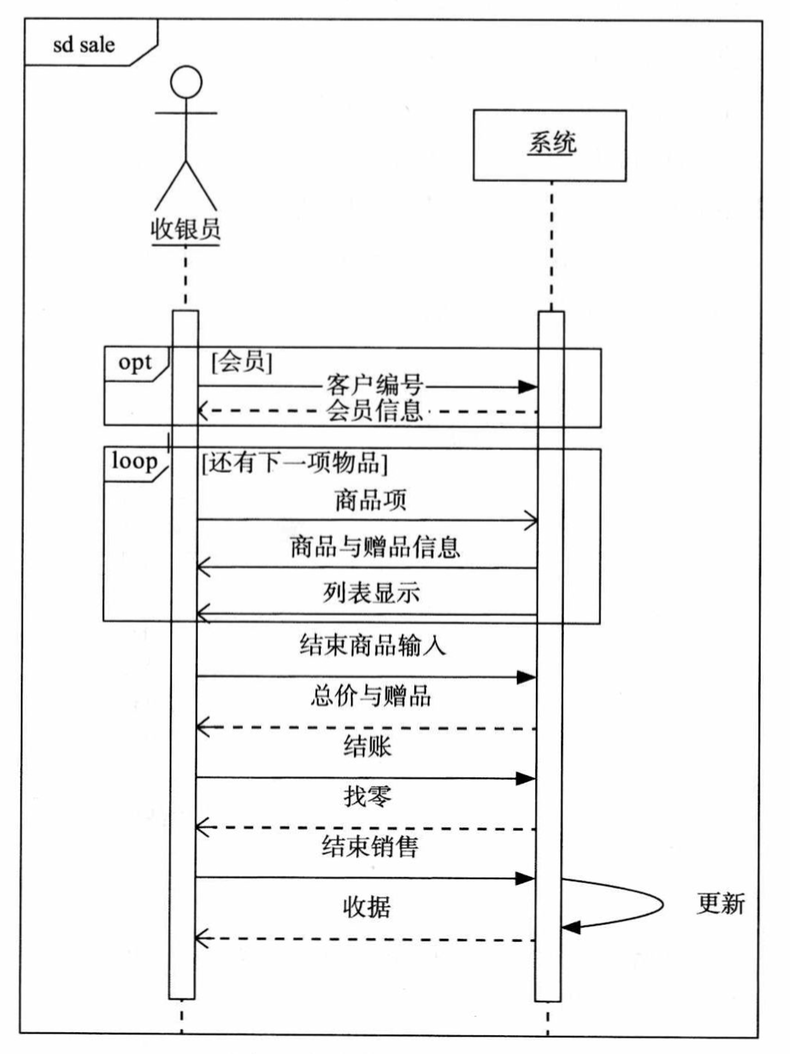 sd sale
系统
收银员
opt
[会员]
客户编号
会员信息
loop
[还有下一项物品]
商品项
商品与赠品信息
列表显示
结束商品输入
总价与赠品
结账
找零
结束销售
更新
收据